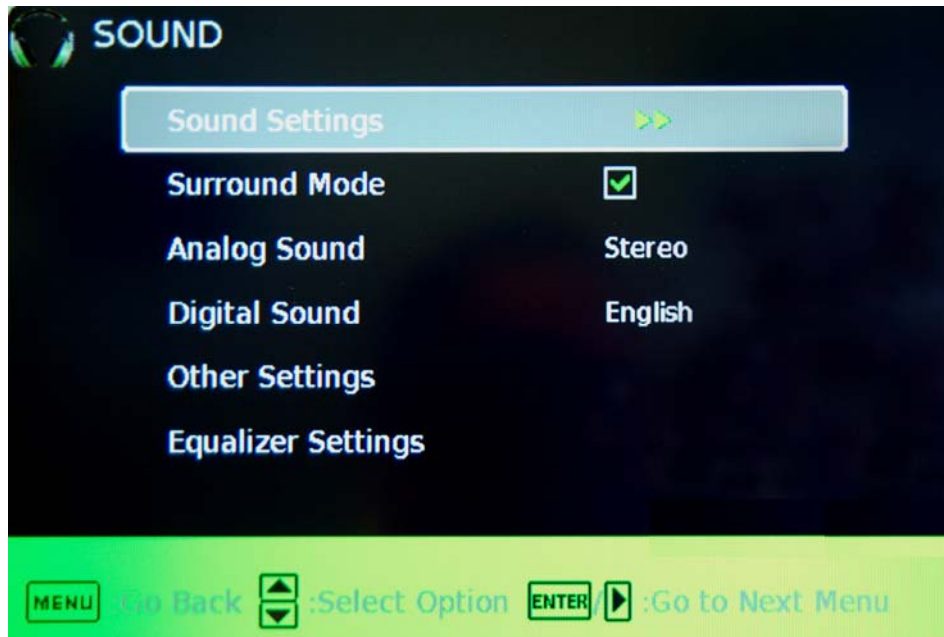 SOUND
Sound Settings
Surround Mode
Analog Sound Stereo
Digital Sound English
Other Settings
Equalizer Settings
MENU :Go Back :Select Option ENTER / :Go to Next Menu